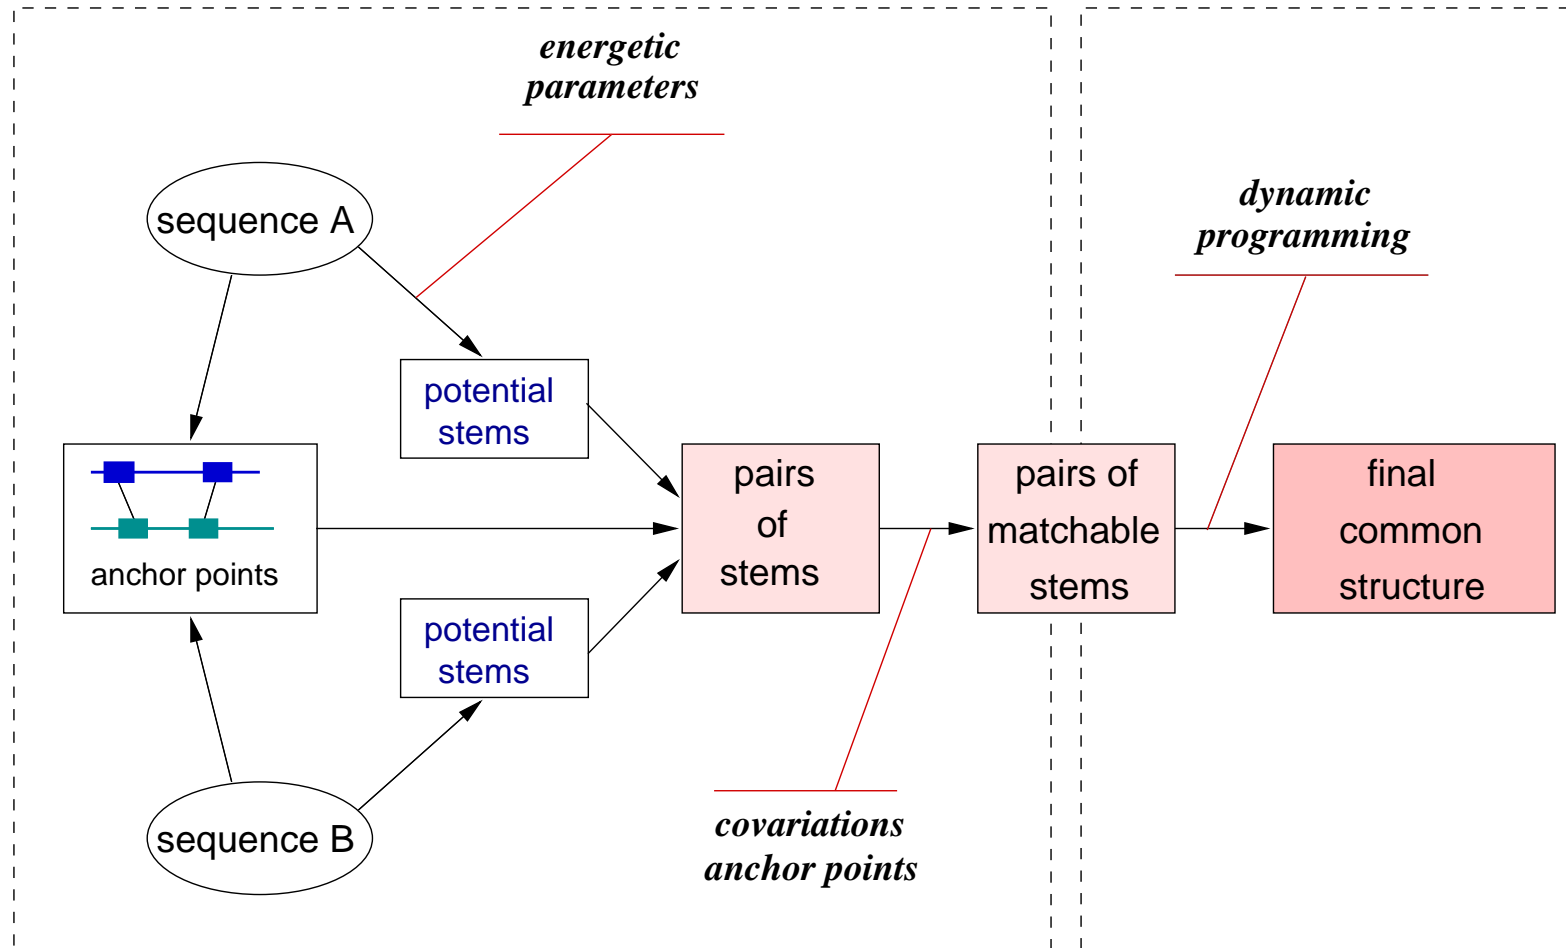 energetic
parameters
sequence A
dynamic
programming
potential
stems
anchor points
pairs
of
stems
pairs of
matchable
stems
final
common
structure
potential
stems
sequence B
covariations
anchor points